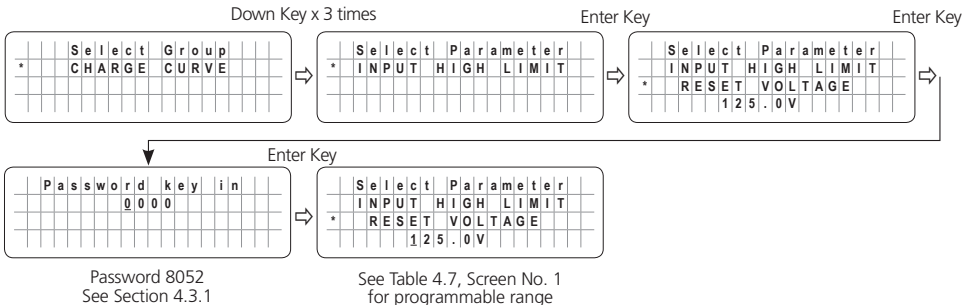 Down Key x 3 times
Enter Key
Enter Key
Select Group
* CHARGE CURVE
Select Parameter
* INPUT HIGH LIMIT
Select Parameter
INPUT HIGH LIMIT
* RESET VOLTAGE
125.0V
Enter Key
Password key in
0000
Select Parameter
INPUT HIGH LIMIT
* RESET VOLTAGE
125.0V
Password 8052
See Section 4.3.1
See Table 4.7, Screen No. 1
for programmable range